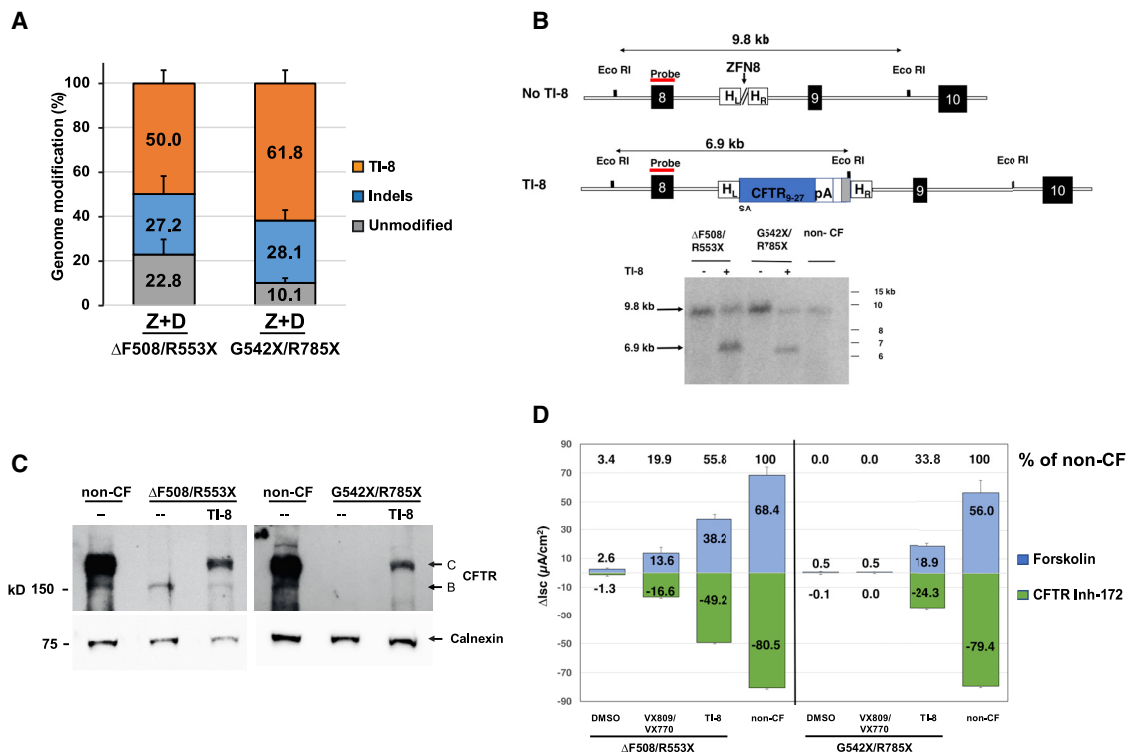 A
Genome modification (%)
100
80
60
40
20
0
50.0
27.2
22.8
61.8
28.1
10.1
Z+D
Z+D
ΔF508/R553X
G542X/R785X
TI-8
Indels
Unmodified
B
9.8 kb
Eco RI
Probe
ZFN8
Eco RI
No TI-8
8
HL
HR
9
10
6.9 kb
Eco RI
Probe
Eco RI
TI-8
8
HL
CFTR9-27
pA
HR
9
10
SA
ΔF508/
R553X
G542X/
R785X
non- CF
TI-8
-
+
-
+
9.8 kb
6.9 kb
15 kb
10
8
7
6
C
non-CF
ΔF508/R553X
non-CF
G542X/R785X
–
--
TI-8
--
--
TI-8
C
CFTR
B
kD 150 -
75 -
Calnexin
D
% of non-CF
ΔIsc (µA/cm²)
90
70
50
30
10
-10
-30
-50
-70
-90
3.4
19.9
55.8
100
0.0
0.0
33.8
100
2.6
13.6
38.2
68.4
0.5
0.5
18.9
56.0
-1.3
-16.6
-49.2
-80.5
-0.1
0.0
-24.3
-79.4
Forskolin
CFTR Inh-172
DMSO
VX809/
VX770
TI-8
non-CF
DMSO
VX809/
VX770
TI-8
non-CF
ΔF508/R553X
G542X/R785X